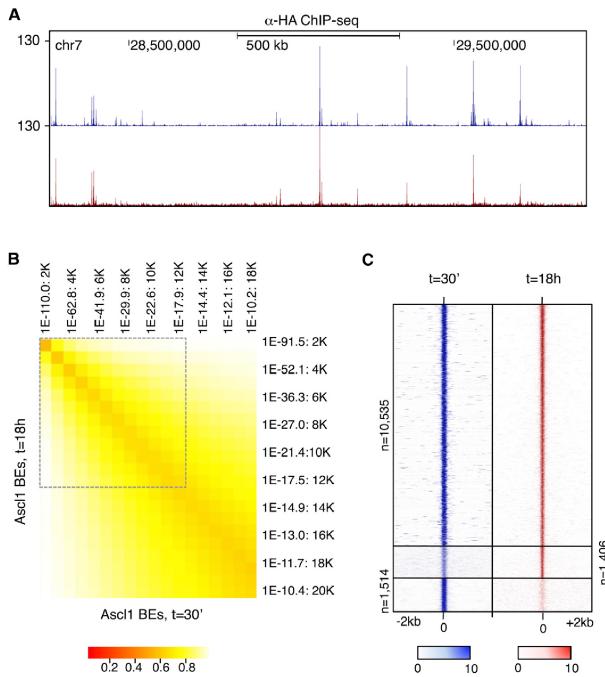 A
α-HA ChIP-seq
130
chr7 28,500,000 500 kb 29,500,000
130
B
1E-110.0: 2K
1E-62.8: 4K
1E-41.9: 6K
1E-29.9: 8K
1E-22.6: 10K
1E-17.9: 12K
1E-14.4: 14K
1E-12.1: 16K
1E-10.2: 18K
1E-91.5: 2K
1E-52.1: 4K
1E-36.3: 6K
1E-27.0: 8K
1E-21.4:10K
1E-17.5: 12K
1E-14.9: 14K
1E-13.0: 16K
1E-11.7: 18K
1E-10.4: 20K
Ascl1 BEs, t=18h
Ascl1 BEs, t=30'
0.2 0.4 0.6 0.8
C
t=30' t=18h
n=10,535
n=1,406
n=1,514
-2kb 0 0 +2kb
0 10 0 10